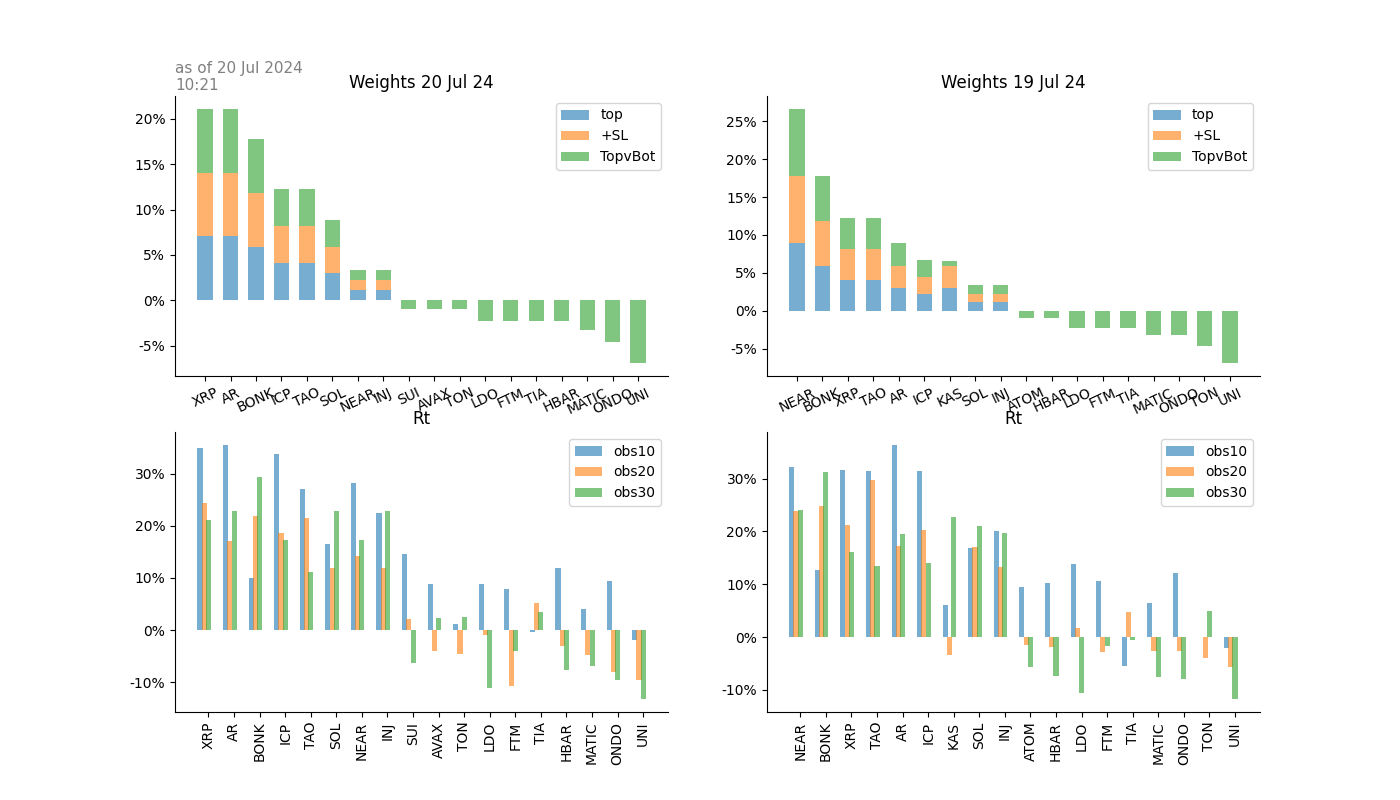 as of 20 Jul 2024
10:21
Weights 20 Jul 24
20%
15%
10%
5%
0%
-5%
top
+SL
TopvBot
XRP AR BONK ICP TAO SOL NEAR INJ SUI AVAX TON LDO FTM TIA HBAR MATIC ONDO UNI
Weights 19 Jul 24
25%
20%
15%
10%
5%
0%
-5%
top
+SL
TopvBot
NEAR BONK XRP TAO AR ICP KAS SOL INJ ATOM HBAR LDO FTM TIA MATIC ONDO TON UNI
Rt
30%
20%
10%
0%
-10%
obs10
obs20
obs30
XRP AR BONK ICP TAO SOL NEAR INJ SUI AVAX TON LDO FTM TIA HBAR MATIC ONDO UNI
Rt
30%
20%
10%
0%
-10%
obs10
obs20
obs30
NEAR BONK XRP TAO AR ICP KAS SOL INJ ATOM HBAR LDO FTM TIA MATIC ONDO TON UNI